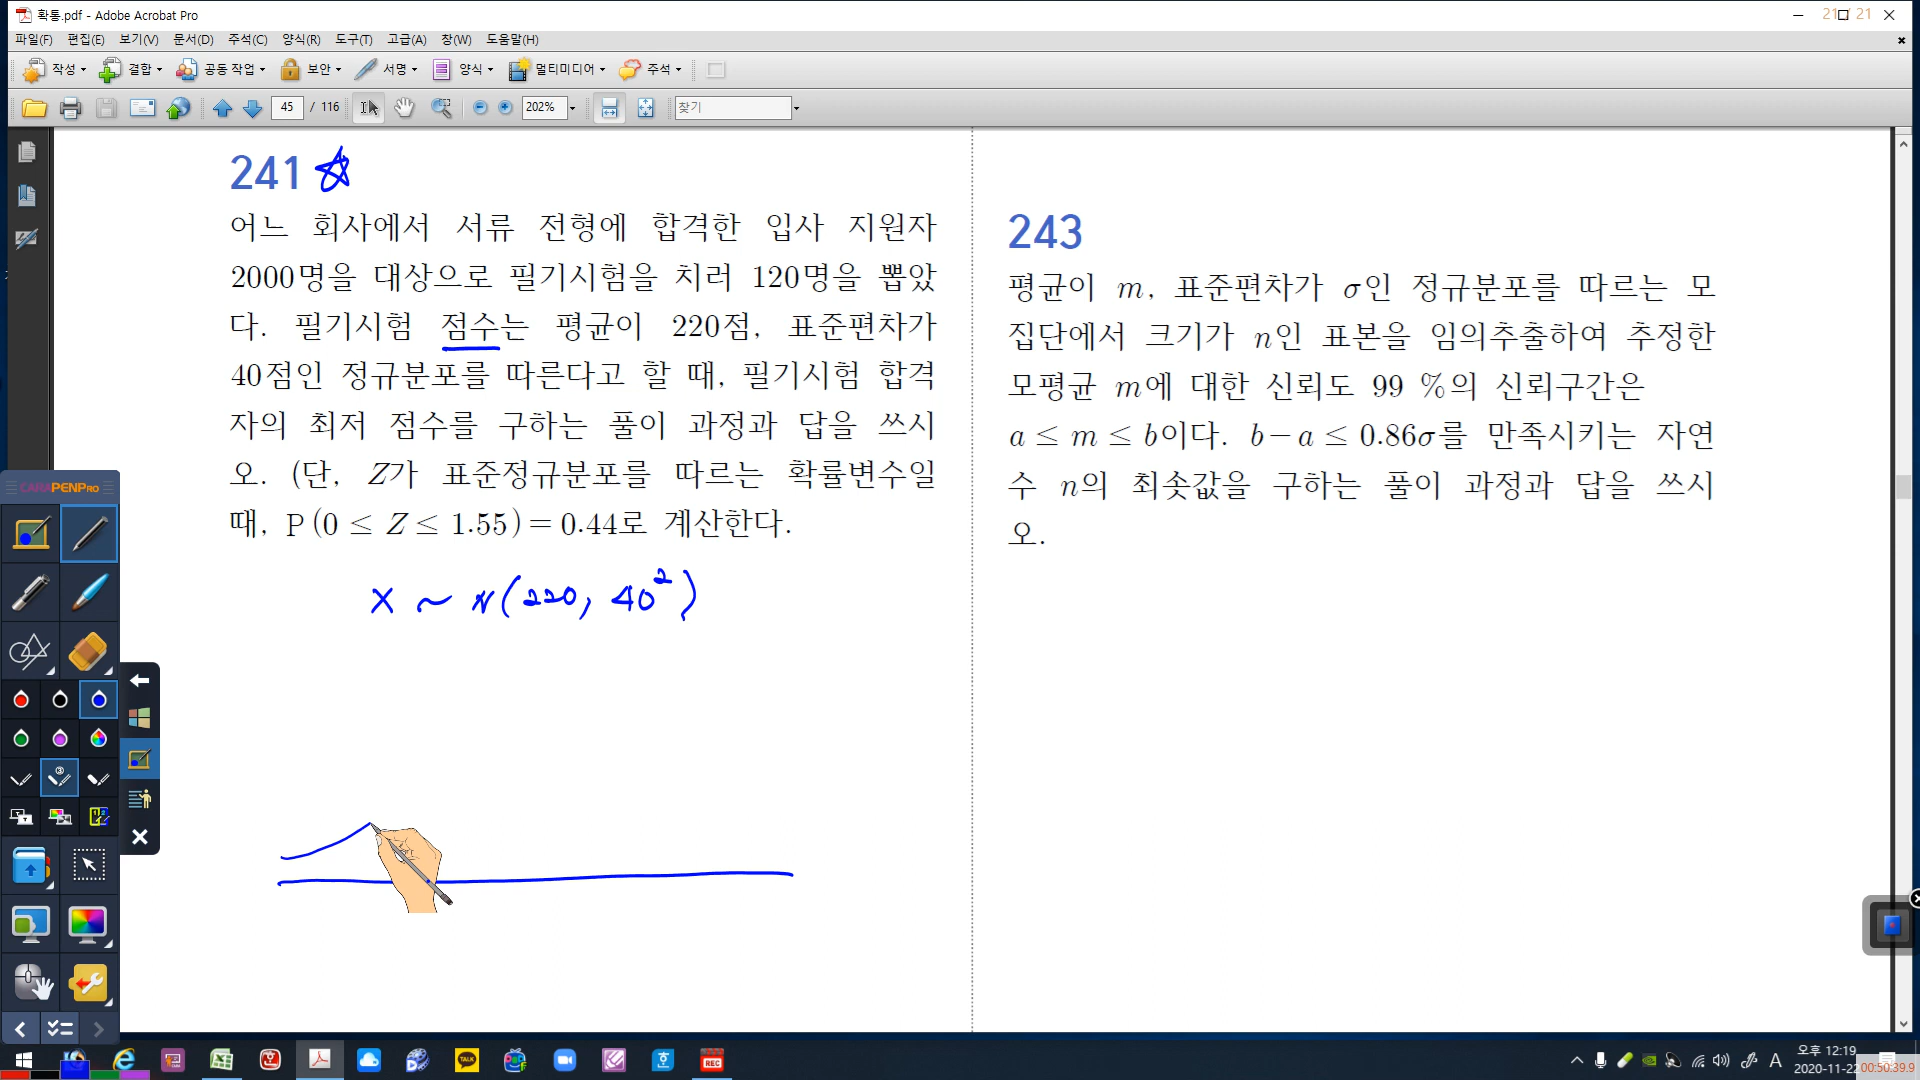 확통.pdf - Adobe Acrobat Pro
21 / 21
파일(F) 편집(E) 보기(V) 문서(D) 주석(C) 양식(R) 도구(T) 고급(A) 창(W) 도움말(H)
작성 결합 공동 작업 보안 서명 양식 멀티미디어 주석
45 / 116 202% 찾기
241
어느 회사에서 서류 전형에 합격한 입사 지원자
2000명을 대상으로 필기시험을 치러 120명을 뽑았
다. 필기시험 점수는 평균이 220점, 표준편차가
40점인 정규분포를 따른다고 할 때, 필기시험 합격
자의 최저 점수를 구하는 풀이 과정과 답을 쓰시
오. (단, Z가 표준정규분포를 따르는 확률변수일
때, P(0 ≤ Z ≤ 1.55) = 0.44로 계산한다.
X ~ N(220, 40²)
243
평균이 m, 표준편차가 σ인 정규분포를 따르는 모
집단에서 크기가 n인 표본을 임의추출하여 추정한
모평균 m에 대한 신뢰도 99 %의 신뢰구간은
a ≤ m ≤ b이다. b-a ≤ 0.86σ를 만족시키는 자연
수 n의 최솟값을 구하는 풀이 과정과 답을 쓰시
오.
CARAPENPRO
TALK
REC
A
오후 12:19
2020-11-22
00:50:39.9